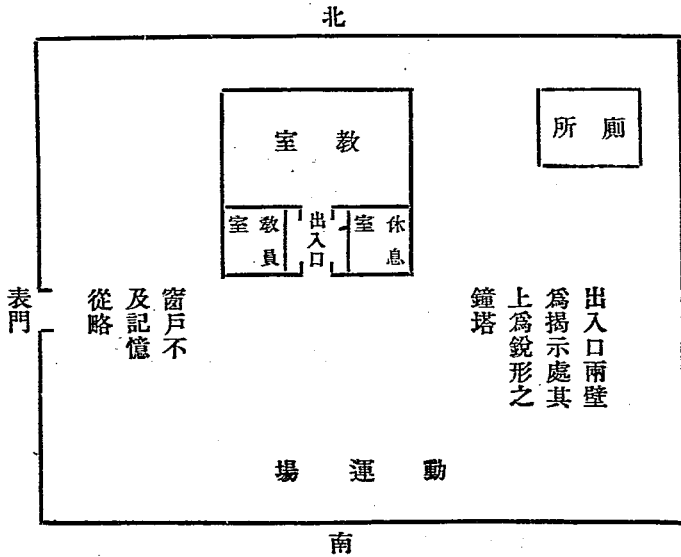 北
廁所
教室
休息
室
出入口
教員
室
出入口兩壁
爲揭示處其
上爲銳形之
鐘塔
窗戶不
及記憶
從略
表門
動運場
南